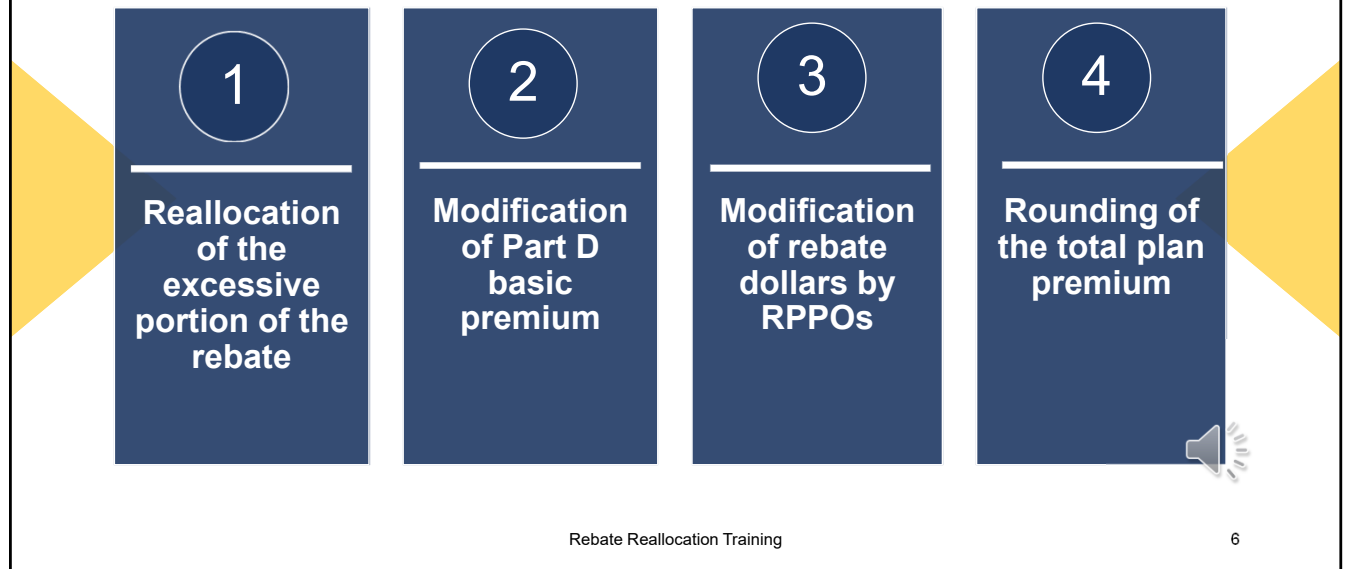 1
Reallocation
of the
excessive
portion of the
rebate
2
Modification
of Part D
basic
premium
3
Modification
of rebate
dollars by
RPPOs
4
Rounding of
the total plan
premium
Rebate Reallocation Training
6